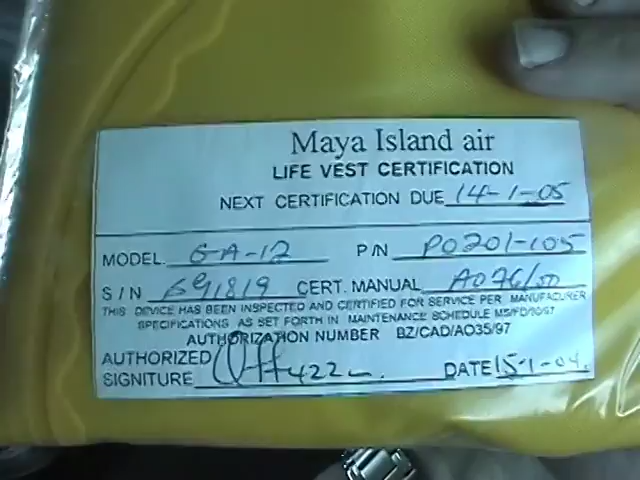 Maya Island air
LIFE VEST CERTIFICATION
NEXT CERTIFICATION DUE 14-1-05
MODEL. GA-12 P/N P0201-105
S/N 691819 CERT. MANUAL A076/00
THIS DEVICE HAS BEEN INSPECTED AND CERTIFIED FOR SERVICE PER MANUFACTURER
SPECIFICATIONS AS SET FORTH IN MAINTENANCE SCHEDULE
AUTHORIZATION NUMBER BZ/CAD/AO35/97
AUTHORIZED
SIGNATURE DATE 15-1-04.